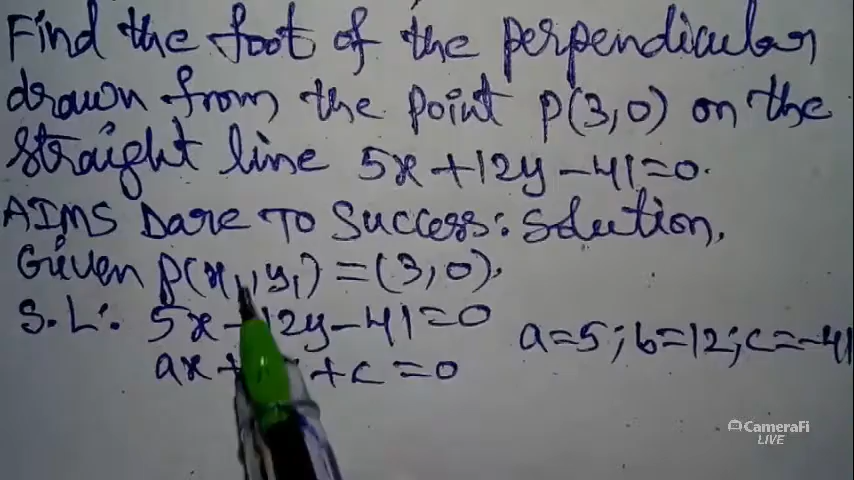 Find the foot of the perpendicular
drawn from the point P(3,0) on the
straight line 5x+12y-41=0.
AIMS Dare To Success: Solution,
Given P(x₁,y₁) = (3,0).
S.L: 5x 12y-41=0
a=5; b=12; c=-41
ax+ +c=0
CameraFi
LIVE